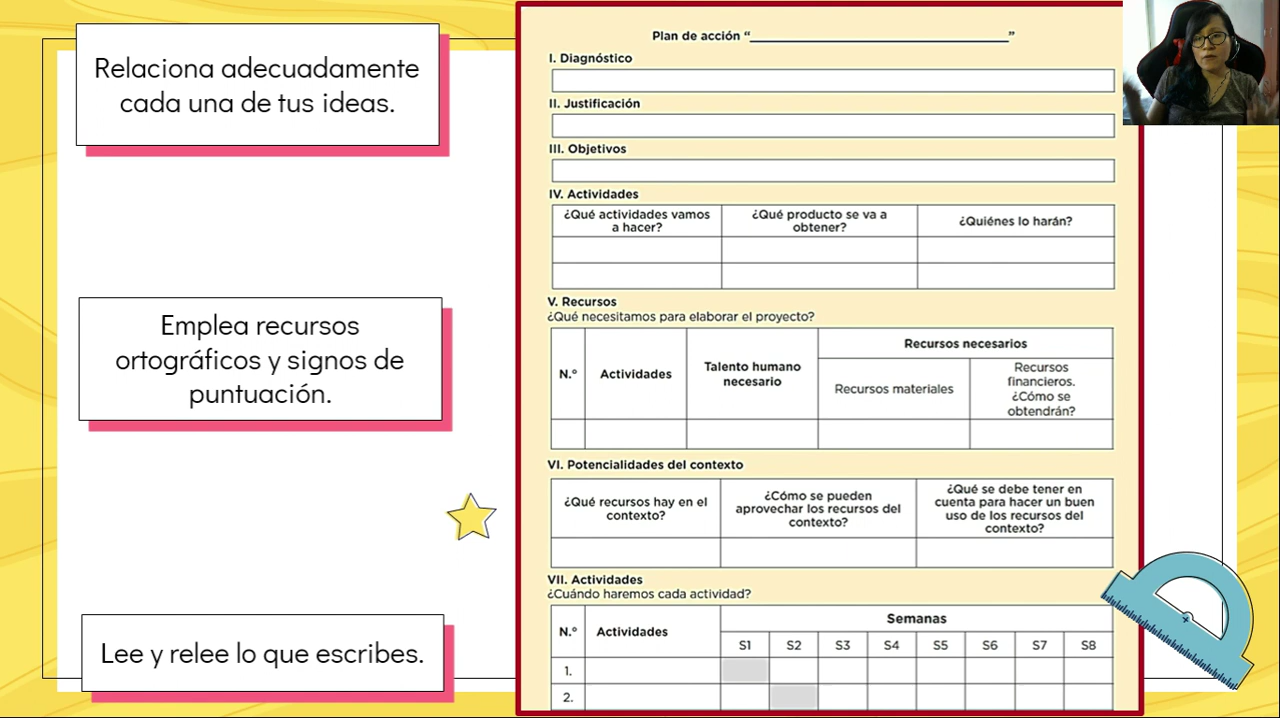 Relaciona adecuadamente
cada una de tus ideas.
Emplea recursos
ortográficos y signos de
puntuación.
Lee y relee lo que escribes.
Plan de acción “______________________________”
I. Diagnóstico
II. Justificación
III. Objetivos
IV. Actividades
¿Qué actividades vamos
a hacer?
¿Qué producto se va a
obtener?
¿Quiénes lo harán?
V. Recursos
¿Qué necesitamos para elaborar el proyecto?
N.°
Actividades
Talento humano
necesario
Recursos necesarios
Recursos materiales
Recursos
financieros.
¿Cómo se
obtendrán?
VI. Potencialidades del contexto
¿Qué recursos hay en el
contexto?
¿Cómo se pueden
aprovechar los recursos del
contexto?
¿Qué se debe tener en
cuenta para hacer un buen
uso de los recursos del
contexto?
VII. Actividades
¿Cuándo haremos cada actividad?
N.°
Actividades
Semanas
S1 S2 S3 S4 S5 S6 S7 S8
1.
2.